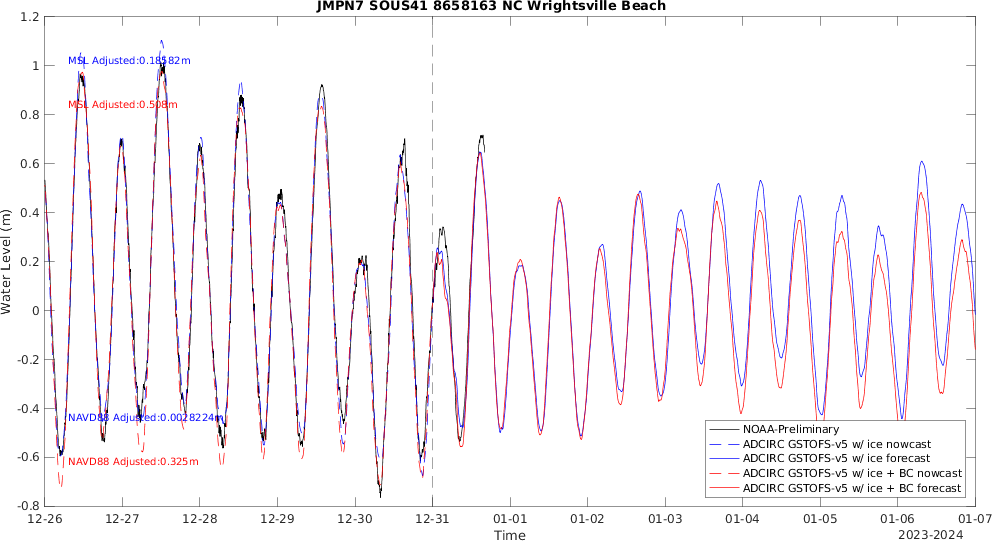 JMPN7 SOUS41 8658163 NC Wrightsville Beach
1.2
1
0.8
0.6
0.4
0.2
0
-0.2
-0.4
-0.6
-0.8
Water Level (m)
MSL Adjusted:0.18582m
MSL Adjusted:0.508m
NAVD88 Adjusted:0.0028224m
NAVD88 Adjusted:0.325m
NOAA-Preliminary
ADCIRC GSTOFS-v5 w/ ice nowcast
ADCIRC GSTOFS-v5 w/ ice forecast
ADCIRC GSTOFS-v5 w/ ice + BC nowcast
ADCIRC GSTOFS-v5 w/ ice + BC forecast
12-26 12-27 12-28 12-29 12-30 12-31 01-01 01-02 01-03 01-04 01-05 01-06 01-07
Time
2023-2024